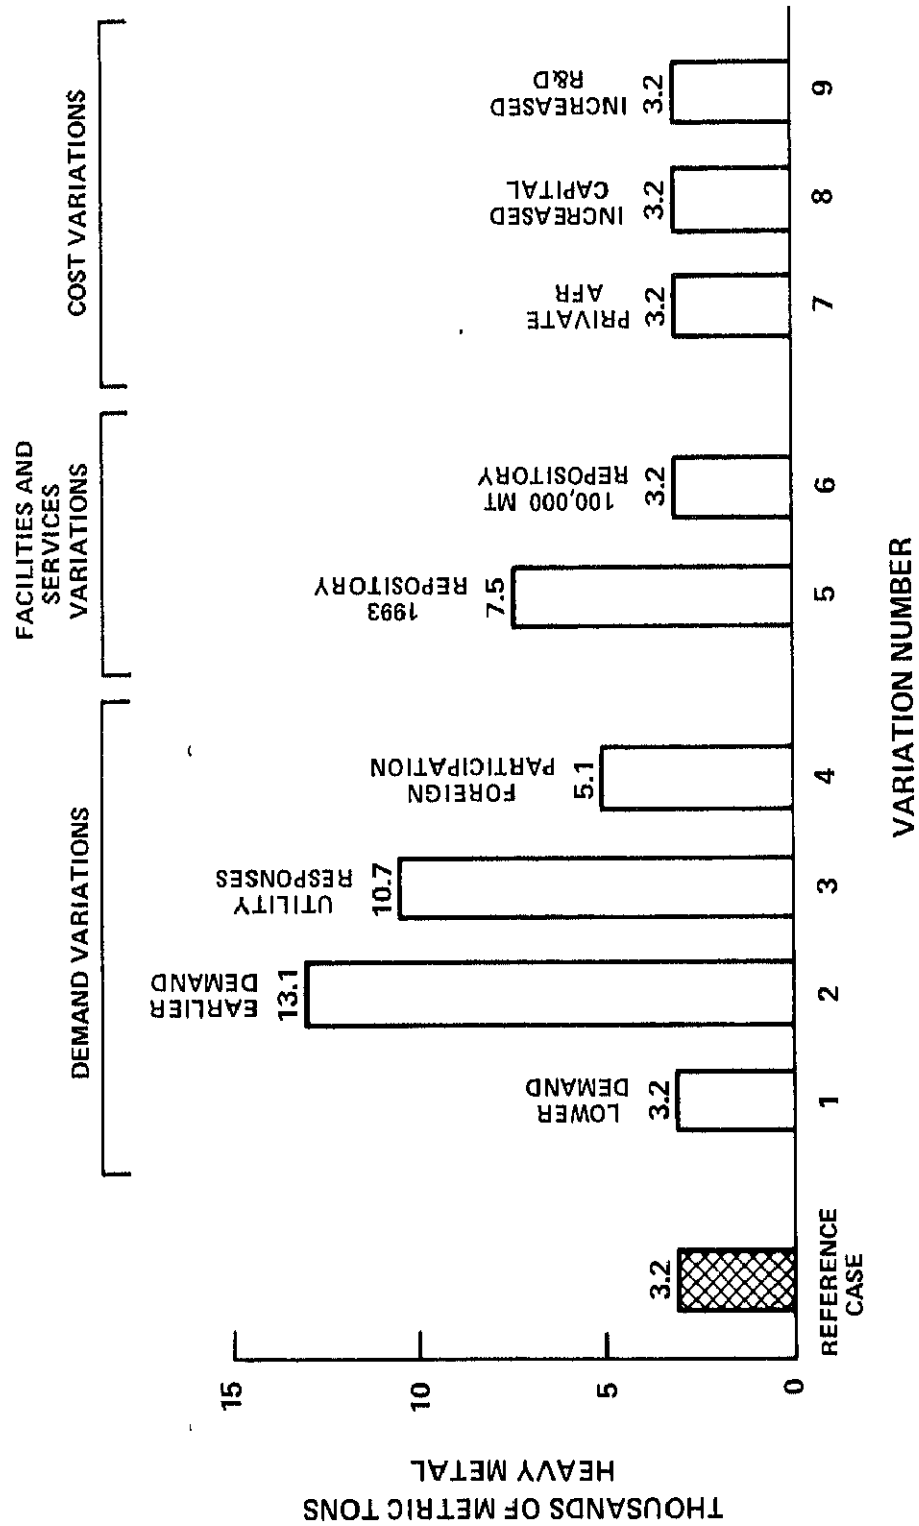 DEMAND VARIATIONS
FACILITIES AND
SERVICES
VARIATIONS
COST VARIATIONS
THOUSANDS OF METRIC TONS
HEAVY METAL
15
10
5
0
3.2
LOWER
DEMAND
3.2
EARLIER
DEMAND
13.1
UTILITY
RESPONSES
10.7
FOREIGN
PARTICIPATION
5.1
1993
REPOSITORY
7.5
100,000 MT
REPOSITORY
3.2
PRIVATE
AFR
3.2
INCREASED
CAPITAL
3.2
INCREASED
R&D
3.2
REFERENCE
CASE
1
2
3
4
5
6
7
8
9
VARIATION NUMBER